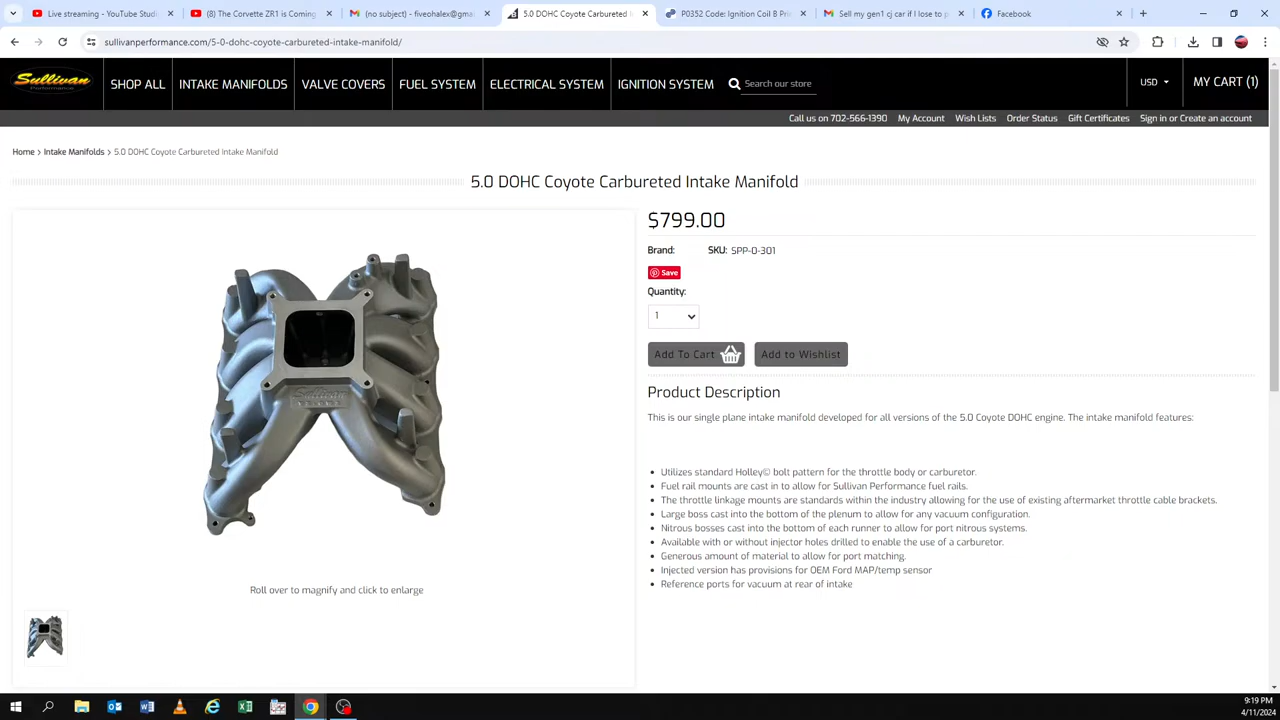 Live streaming - YouTube Studi
(8) The Corvette ZR1 is Coming
(no subject) - fiveohalex@gmai
5.0 DOHC Coyote Carbureted I
P0352 Code: Ignition Coil B Pri
Sell my gen1 cj car if I lose to p
Facebook
sullivanperformance.com/5-0-dohc-coyote-carbureted-intake-manifold/
Sullivan
Performance
SHOP ALL
INTAKE MANIFOLDS
VALVE COVERS
FUEL SYSTEM
ELECTRICAL SYSTEM
IGNITION SYSTEM
Search our store
USD
MY CART (1)
Call us on 702-566-1390 My Account Wish Lists Order Status Gift Certificates Sign in or Create an account
Home > Intake Manifolds > 5.0 DOHC Coyote Carbureted Intake Manifold
5.0 DOHC Coyote Carbureted Intake Manifold
$799.00
Brand: SKU: SPP-0-301
Save
Quantity:
1
Add To Cart
Add to Wishlist
Product Description
This is our single plane intake manifold developed for all versions of the 5.0 Coyote DOHC engine. The intake manifold features:
Utilizes standard Holley© bolt pattern for the throttle body or carburetor.
Fuel rail mounts are cast in to allow for Sullivan Performance fuel rails.
The throttle linkage mounts are standards within the industry allowing for the use of existing aftermarket throttle cable brackets.
Large boss cast into the bottom of the plenum to allow for any vacuum configuration.
Nitrous bosses cast into the bottom of each runner to allow for port nitrous systems.
Available with or without injector holes drilled to enable the use of a carburetor.
Generous amount of material to allow for port matching.
Injected version has provisions for OEM Ford MAP/temp sensor
Reference ports for vacuum at rear of intake
Sullivan
Roll over to magnify and click to enlarge
9:19 PM
4/11/2024